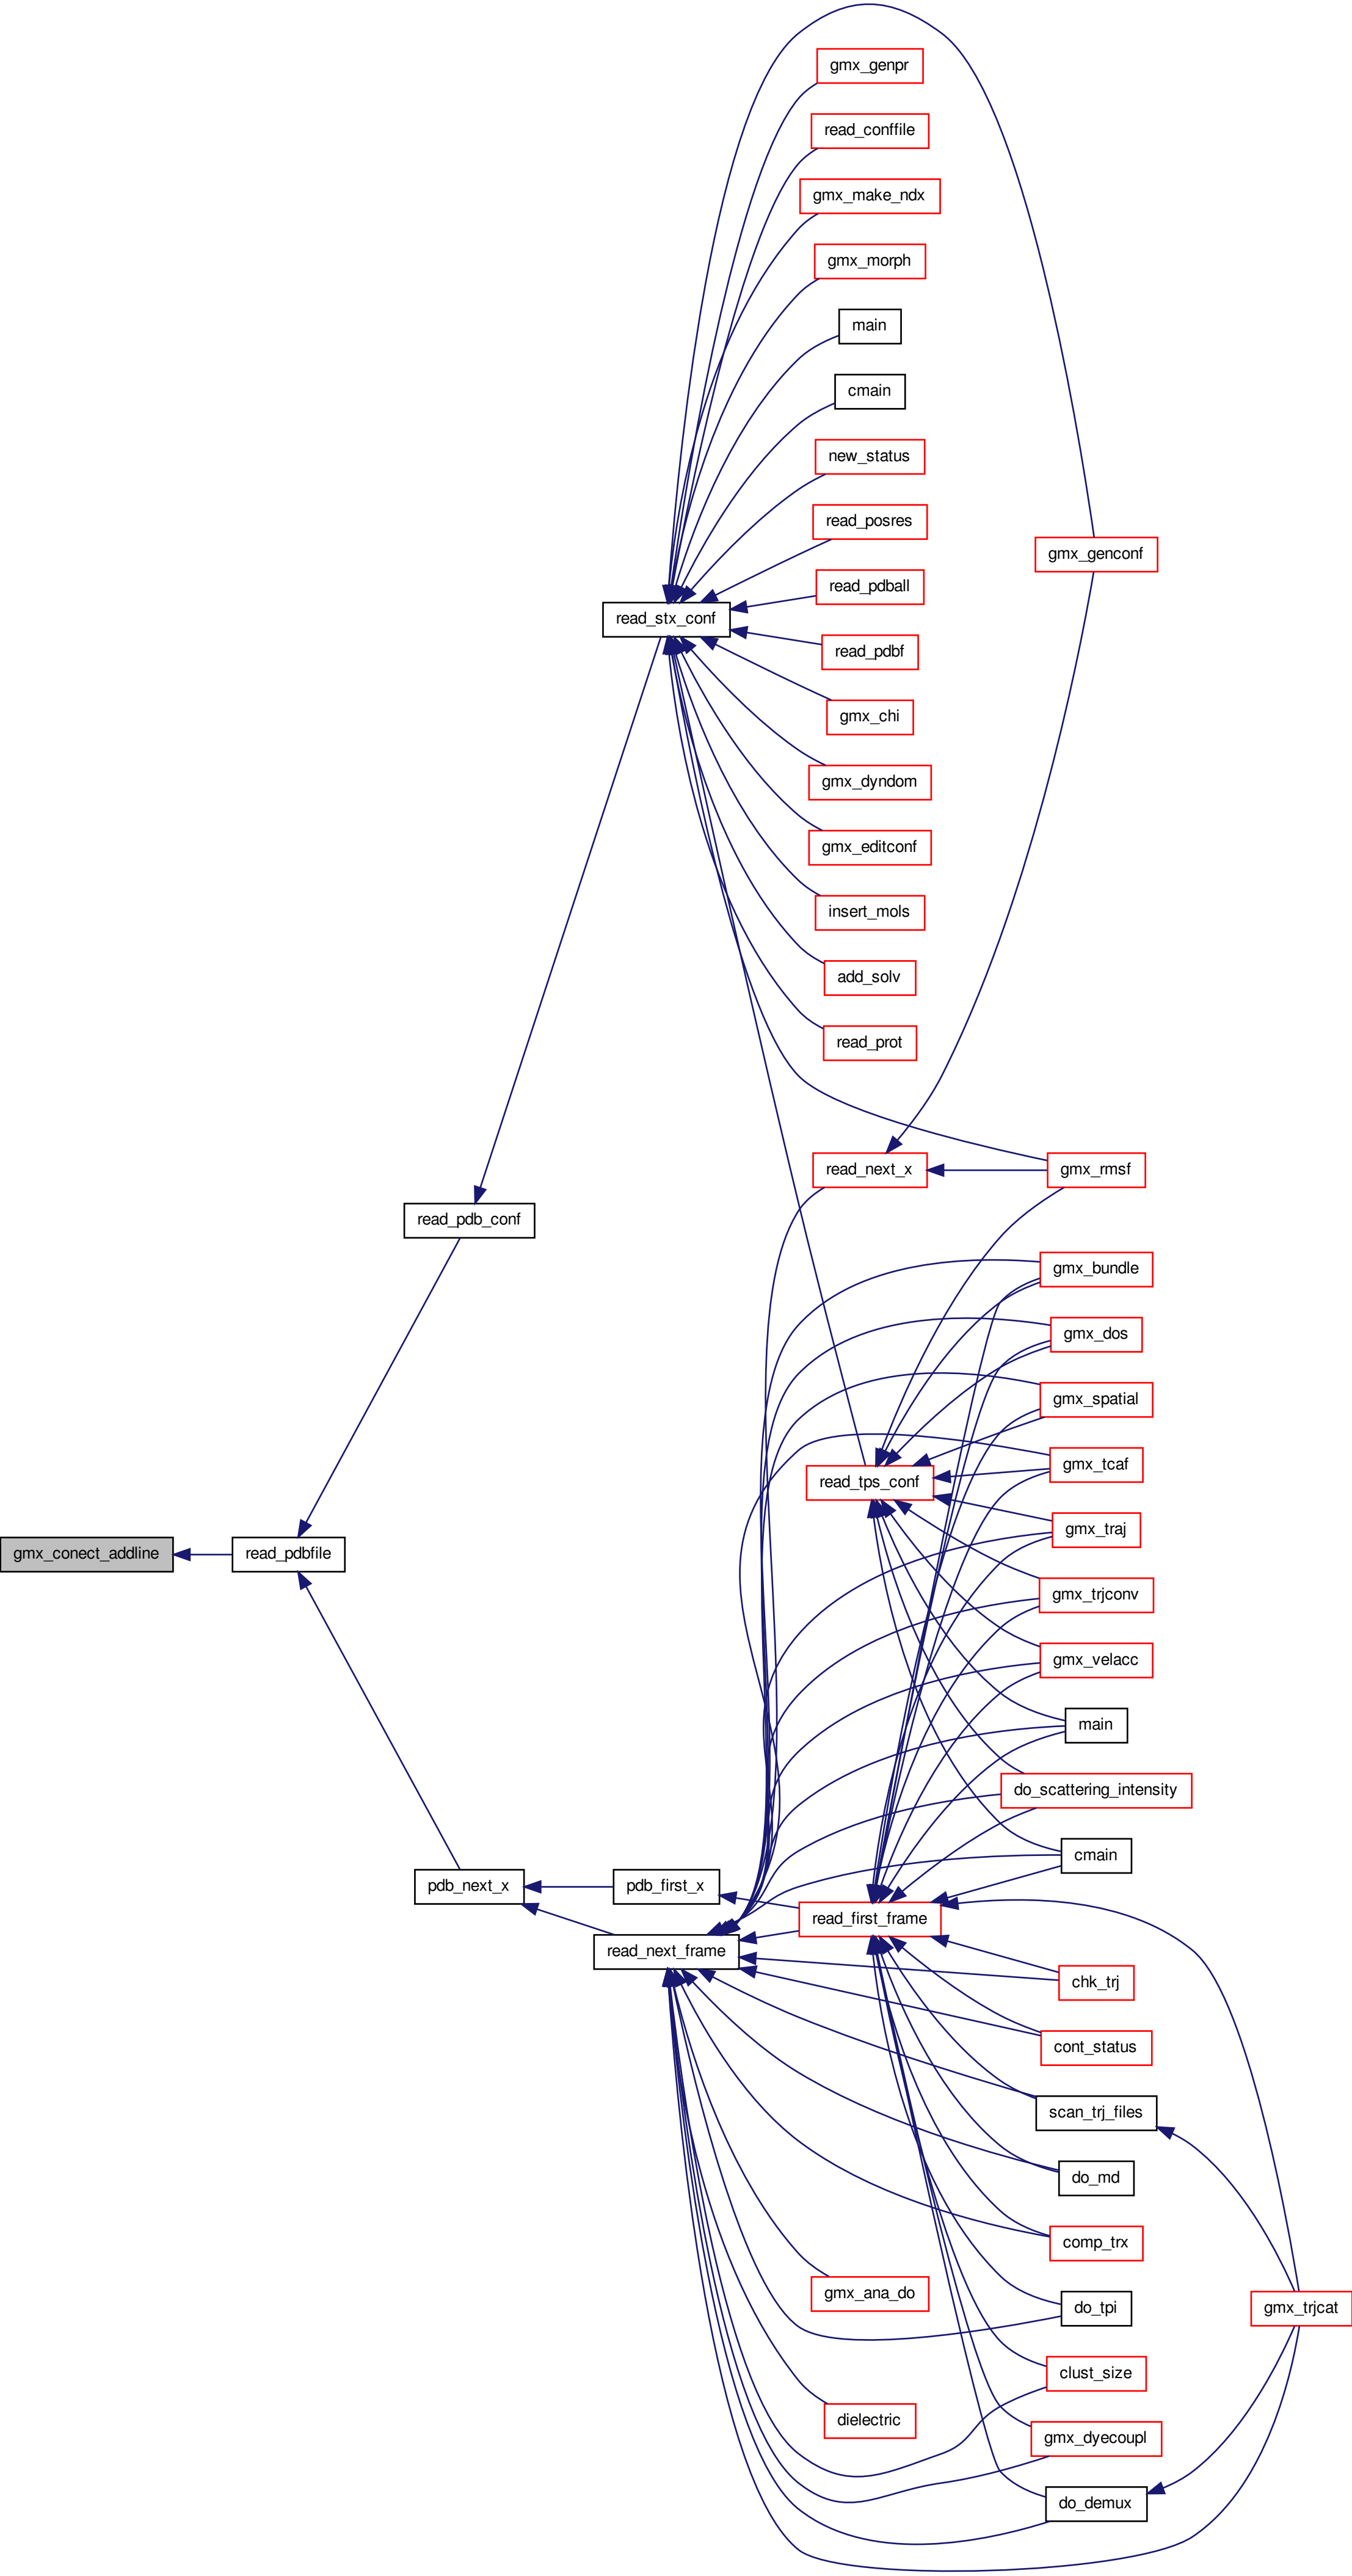 gmx_genpr
read_conffile
gmx_make_ndx
gmx_morph
main
cmain
new_status
read_posres
gmx_genconf
read_pdball
read_stx_conf
read_pdbf
gmx_chi
gmx_dyndom
gmx_editconf
insert_mols
add_solv
read_prot
read_next_x
gmx_rmsf
read_pdb_conf
gmx_bundle
gmx_dos
gmx_spatial
gmx_tcaf
read_tps_conf
gmx_traj
gmx_conect_addline
read_pdbfile
gmx_trjconv
gmx_velacc
main
do_scattering_intensity
cmain
pdb_next_x
pdb_first_x
read_first_frame
read_next_frame
chk_trj
cont_status
scan_trj_files
do_md
comp_trx
gmx_ana_do
do_tpi
gmx_trjcat
clust_size
dielectric
gmx_dyecoupl
do_demux